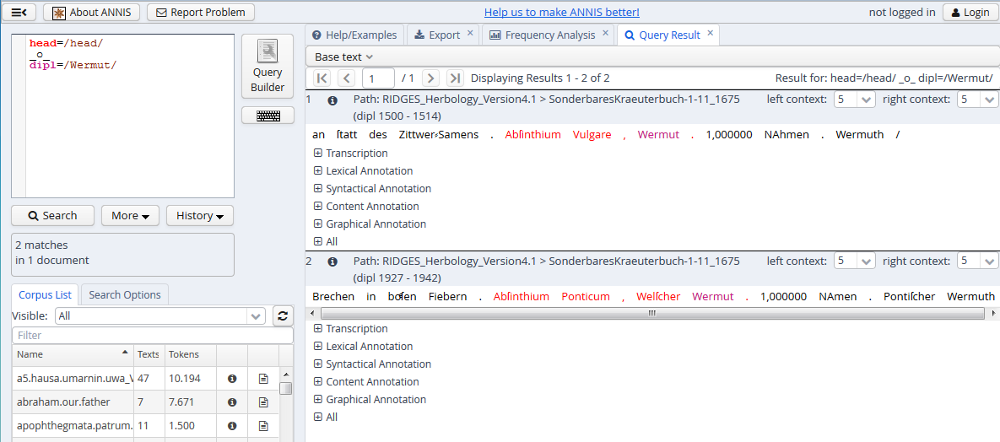 About ANNIS
Report Problem
Help us to make ANNIS better!
not logged in
Login
head=/head/
_o_
dipl=/Wermut/
Query Builder
Search
More
History
2 matches
in 1 document
Corpus List
Search Options
Visible: All
Filter
Name Texts Tokens
a5.hausa.umarnin.uwa_V 47 10.194
abraham.our.father 7 7.671
apophthegmata.patrum. 11 1.500
Help/Examples
Export
Frequency Analysis
Query Result
Base text
1 / 1 Displaying Results 1 - 2 of 2 Result for: head=/head/ _o_ dipl=/Wermut/
1 Path: RIDGES_Herbology_Version4.1 > SonderbaresKraeuterbuch-1-11_1675 left context: 5 right context: 5
(dipl 1500 - 1514)
an ſtatt des Zittwer⸗Samens . Abſinthium Vulgare , Wermut . 1,000000 NAhmen . Wermuth /
Transcription
Lexical Annotation
Syntactical Annotation
Content Annotation
Graphical Annotation
All
2 Path: RIDGES_Herbology_Version4.1 > SonderbaresKraeuterbuch-1-11_1675 left context: 5 right context: 5
(dipl 1927 - 1942)
Brechen in Fiebern . Abſinthium Ponticum , Welſcher Wermut . 1,000000 NAmen . Pontiſcher Wermuth
Transcription
Lexical Annotation
Syntactical Annotation
Content Annotation
Graphical Annotation
All